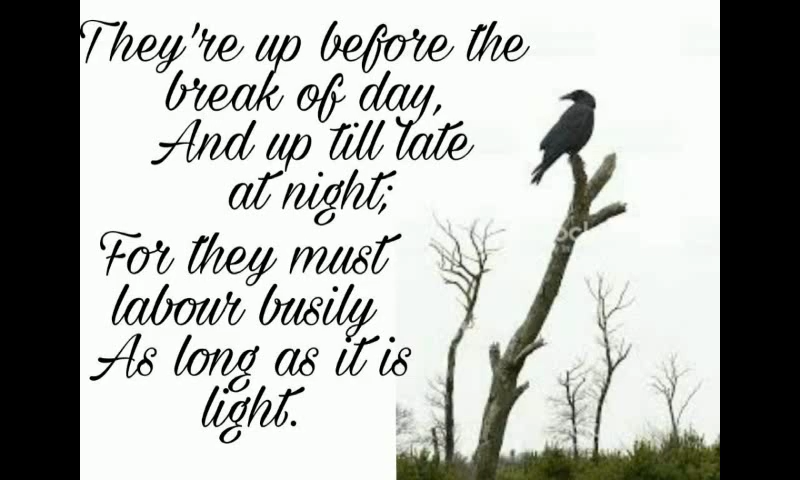 They're up before the
break of day,
And up till late
at night;
For they must
labour busily
As long as it is
light.